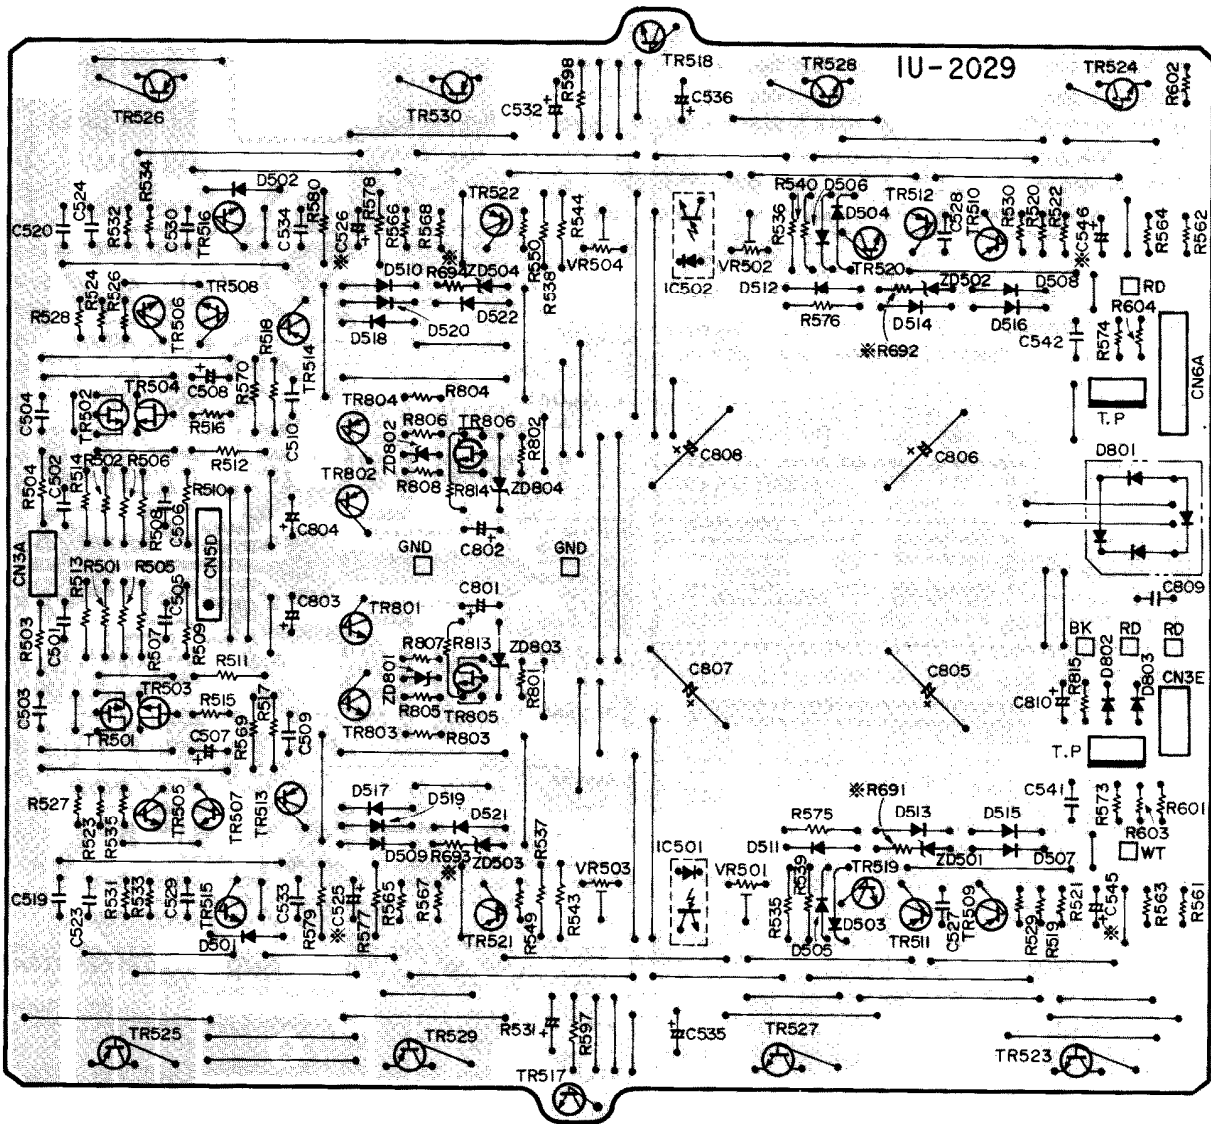 TR518
TR528
IU-2029
TR524
R602
TR526
TR530
C532
R598
C536
C520
C524
R532
R534
C530
TR516
D502
C534
R580
※C526
R578
R566
R568
TR522
R550
R538
R544
VR504
IC502
VR502
R536
R540
D506
D504
TR520
TR512
C528
TR510
R530
R520
R522
※C546
R564
R562
R528
R524
R526
TR506
TR508
R518
TR514
D510
D520
D518
※
R694
ZD504
D522
D512
R576
ZD502
D514
※R692
D508
D516
RD
C542
R574
R604
CN6A
T.P
C504
TR502
TR504
C508
R516
R512
R570
C510
TR804
R804
R806
TR806
ZD802
TR802
R808
R814
ZD804
R802
C808
C806
D801
R504
C502
R514
R502
R506
R508
C506
R510
C804
C802
CN3A
CN5D
GND
GND
R513
R501
R505
C505
C803
C801
TR801
C809
R503
C501
R507
R509
R511
R807
R813
ZD803
ZD801
R805
TR805
R801
TR803
R803
C807
C805
BK
RD
RD
R815
D802
D803
CN3E
C810
C503
TR503
TR501
R515
C507
R569
R517
C509
T.P
R527
R523
R535
TR505
TR507
TR513
D517
D519
D521
D509
R693
※
ZD503
R537
R575
※R691
D513
D515
D511
ZD501
D507
C541
R573
R603
R601
WT
C519
C523
R531
R533
C529
TR515
D501
C533
R579
※C525
R577
R565
R567
TR521
R549
R543
VR503
IC501
VR501
R535
R539
D505
D503
TR519
TR511
C527
TR509
R529
R519
R521
※C545
R563
R561
TR525
TR529
R531
R597
C535
TR527
TR523
TR517